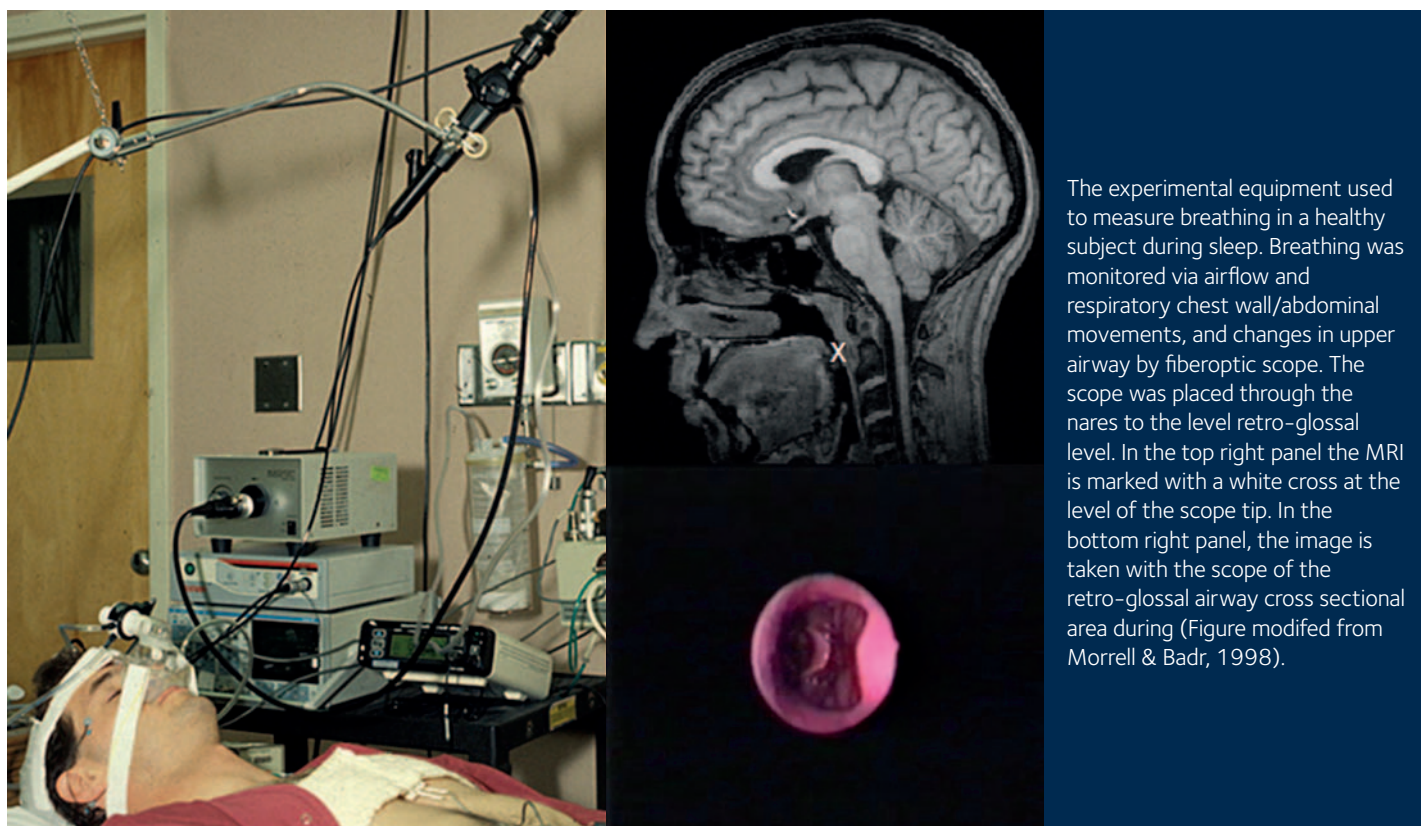 The experimental equipment used
to measure breathing in a healthy
subject during sleep. Breathing was
monitored via airflow and
respiratory chest wall/abdominal
movements, and changes in upper
airway by fiberoptic scope. The
scope was placed through the
nares to the level retro-glossal
level. In the top right panel the MRI
is marked with a white cross at the
level of the scope tip. In the
bottom right panel, the image is
taken with the scope of the
retro-glossal airway cross sectional
area during (Figure modifed from
Morrell & Badr, 1998).
X